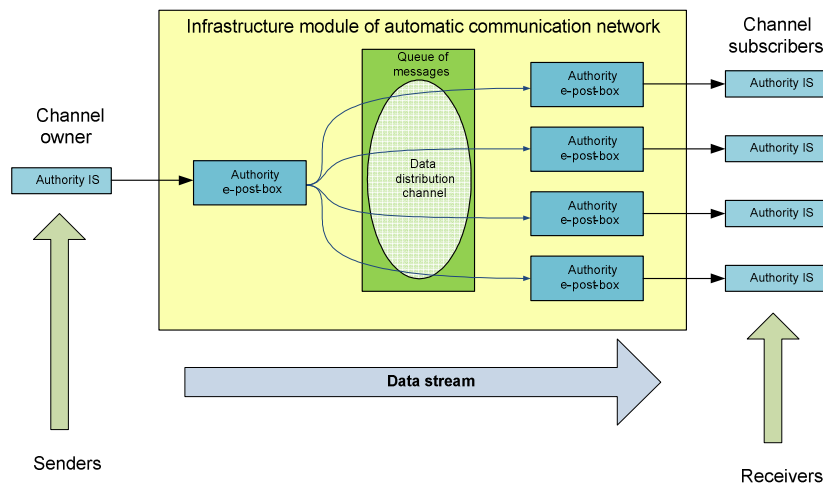 Infrastructure module of automatic communication network
Channel
subscribers
Queue of
messages
Authority
e-post-box
Authority IS
Channel
owner
Authority
e-post-box
Authority IS
Authority IS
Authority
e-post-box
Data
distribution
channel
Authority
e-post-box
Authority IS
Authority
e-post-box
Authority IS
Data stream
Senders
Receivers